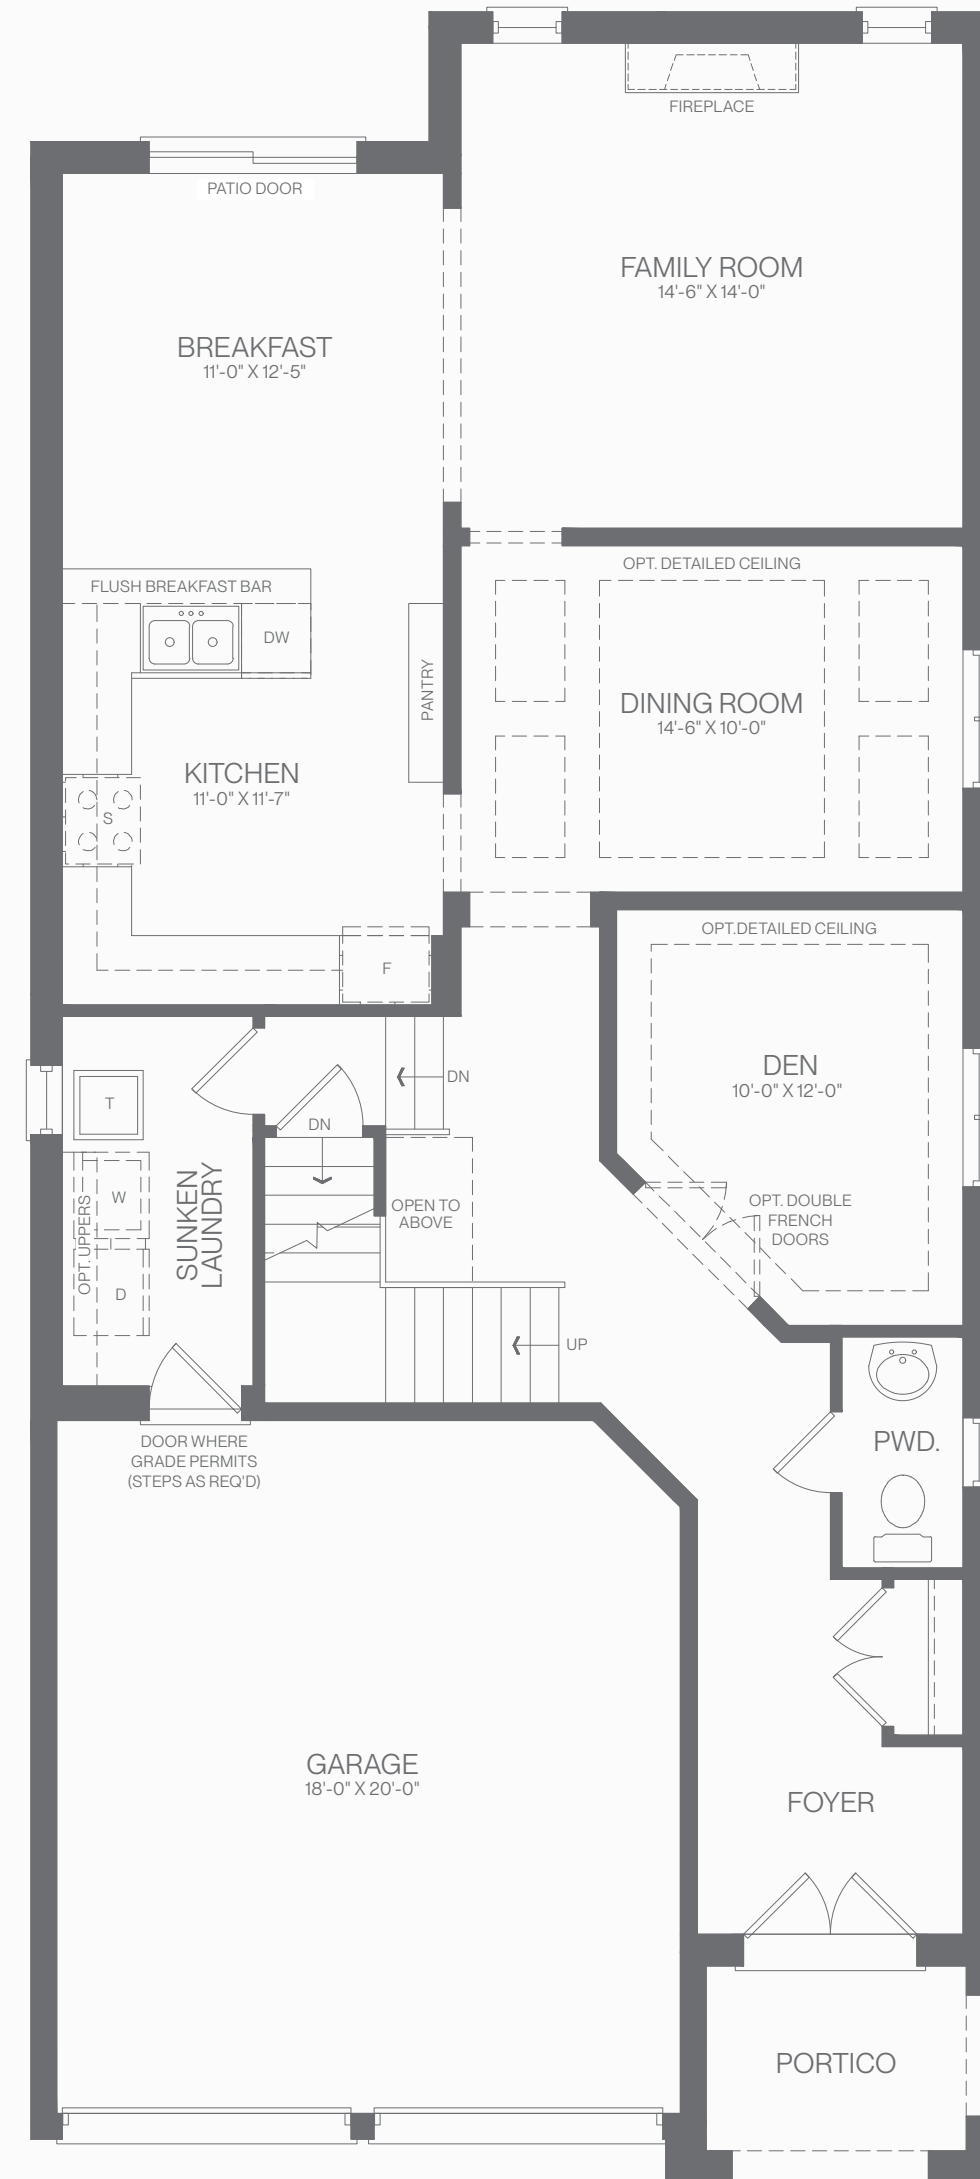 FIREPLACE
PATIO DOOR
FAMILY ROOM
14'-6" X 14'-0"
BREAKFAST
11'-0" X 12'-5"
OPT. DETAILED CEILING
FLUSH BREAKFAST BAR
DW
PANTRY
DINING ROOM
14'-6" X 10'-0"
KITCHEN
11'-0" X 11'-7"
S
OPT.DETAILED CEILING
F
DEN
10'-0" X 12'-0"
DN
T
DN
W
OPT. UPPERS
SUNKEN
LAUNDRY
OPEN TO
ABOVE
OPT. DOUBLE
FRENCH
DOORS
D
UP
DOOR WHERE
GRADE PERMITS
(STEPS AS REQ'D)
PWD.
GARAGE
18'-0" X 20'-0"
FOYER
PORTICO